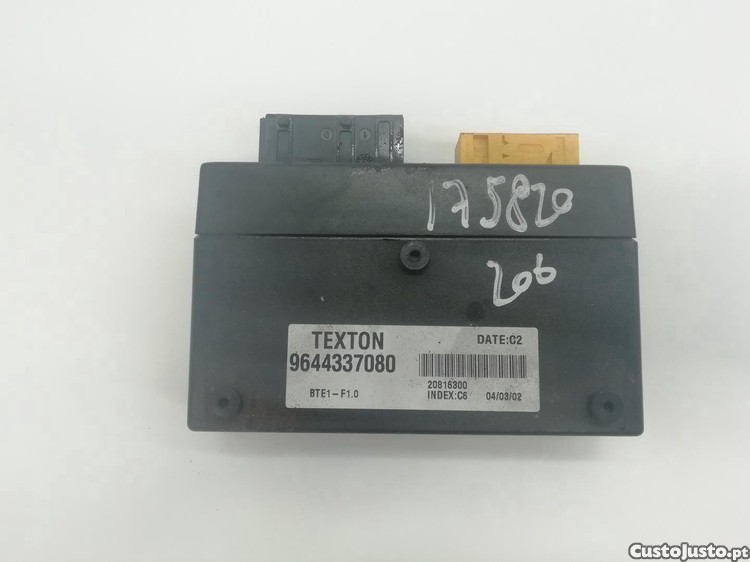 175820
206
TEXTON DATE:C2
9644337080
20816300
BTE1-F1.0 INDEX:C6 04/03/02
CustoJusto.pt